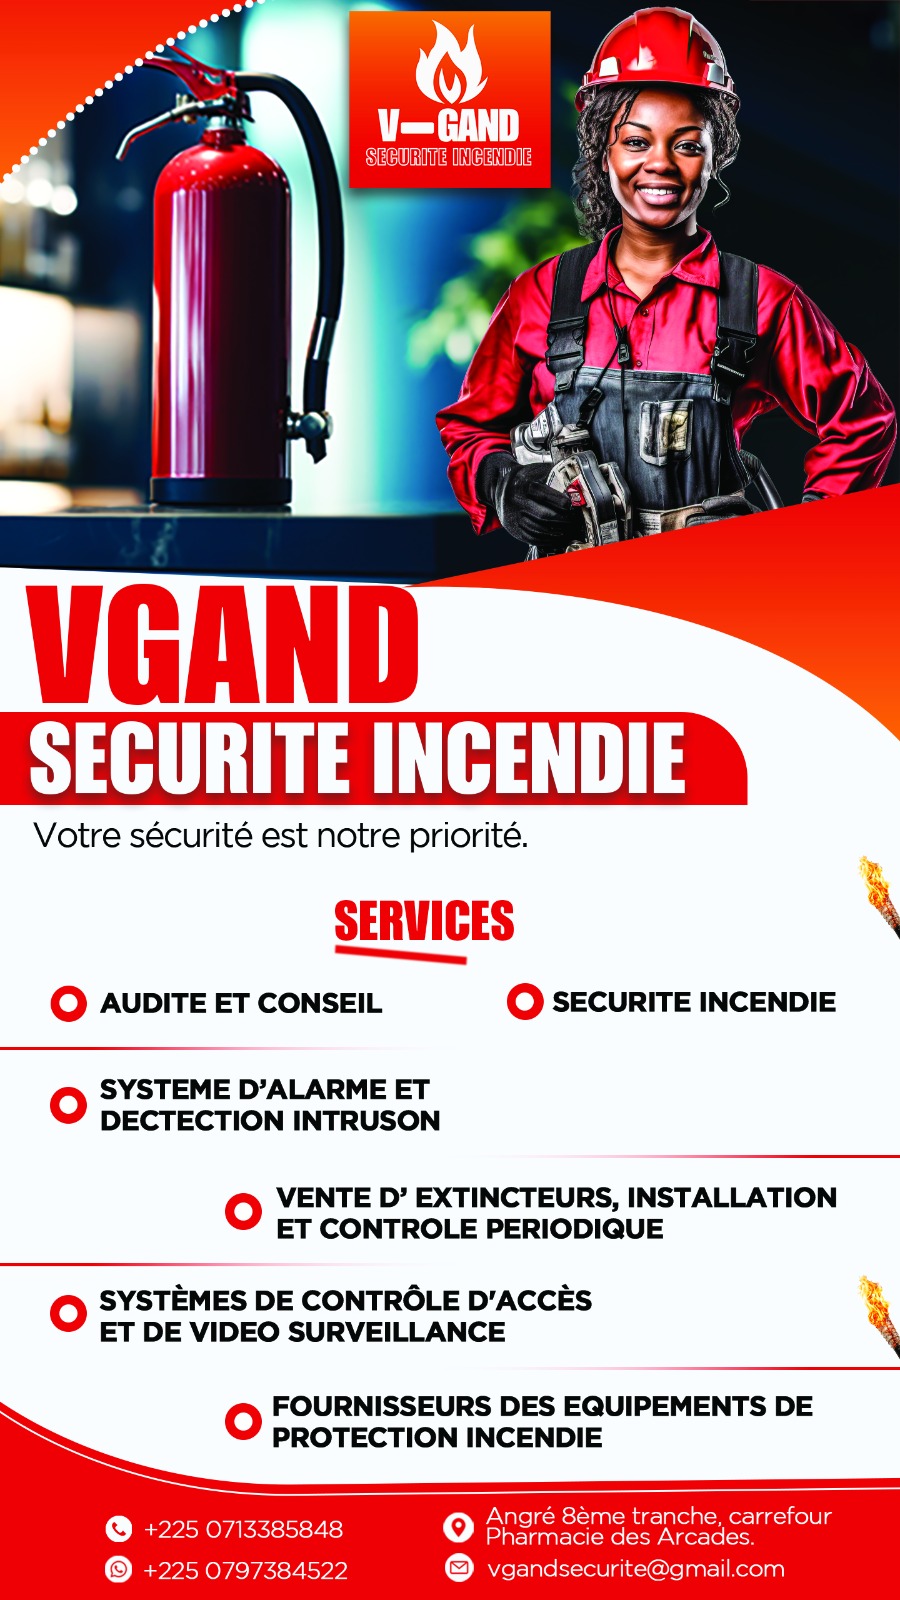 V—GAND
SECURITE INCENDIE
VGAND
SECURITE INCENDIE
Votre sécurité est notre priorité.
SERVICES
AUDITE ET CONSEIL
SECURITE INCENDIE
SYSTEME D’ALARME ET
DECTECTION INTRUSON
VENTE D’ EXTINCTEURS, INSTALLATION
ET CONTROLE PERIODIQUE
SYSTÈMES DE CONTRÔLE D'ACCÈS
ET DE VIDEO SURVEILLANCE
FOURNISSEURS DES EQUIPEMENTS DE
PROTECTION INCENDIE
+225 0713385848
+225 0797384522
Angré 8ème tranche, carrefour
Pharmacie des Arcades.
vgandsecurite@gmail.com